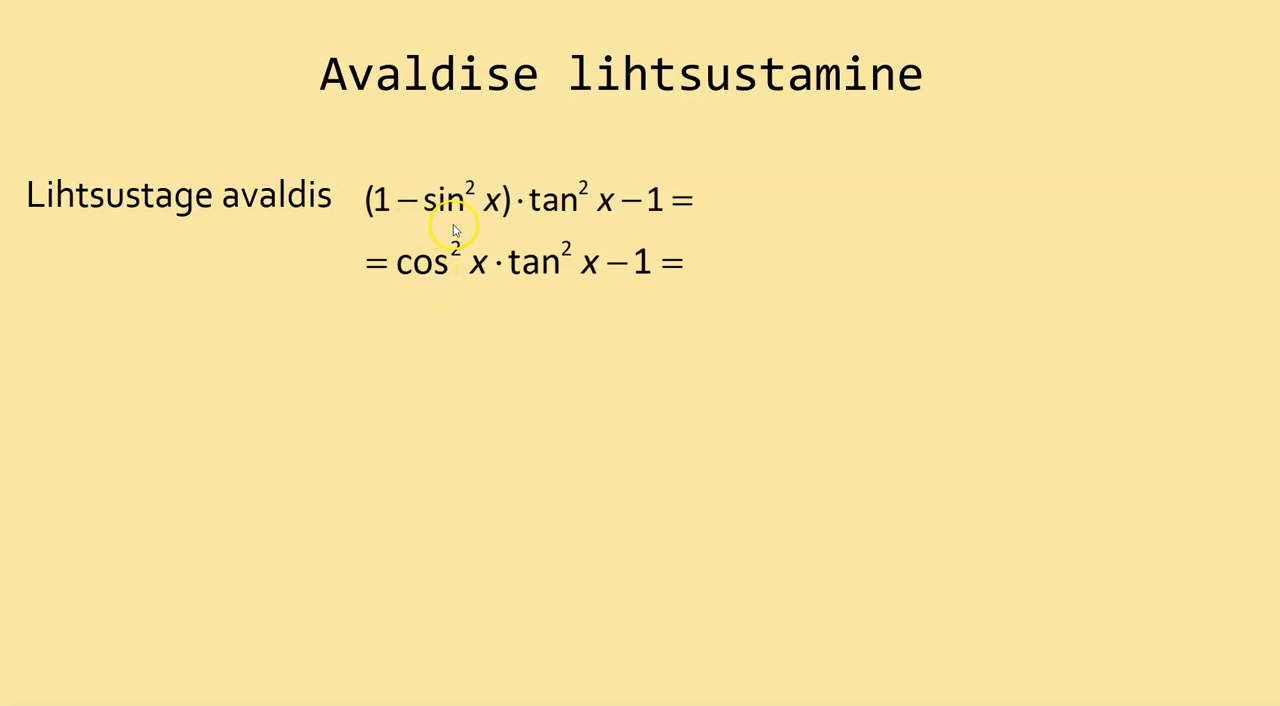 Avaldise lihtsustamine
Lihtsustage avaldis (1 − sin² x) · tan² x − 1 =
= cos² x · tan² x − 1 =